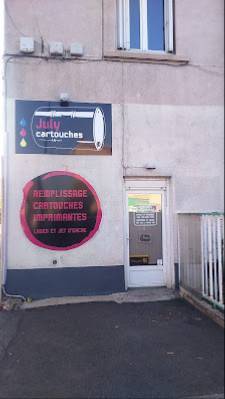 July
cartouches
REMPLISSAGE
CARTOUCHES
IMPRIMANTES
LASER ET JET D'ENCRE